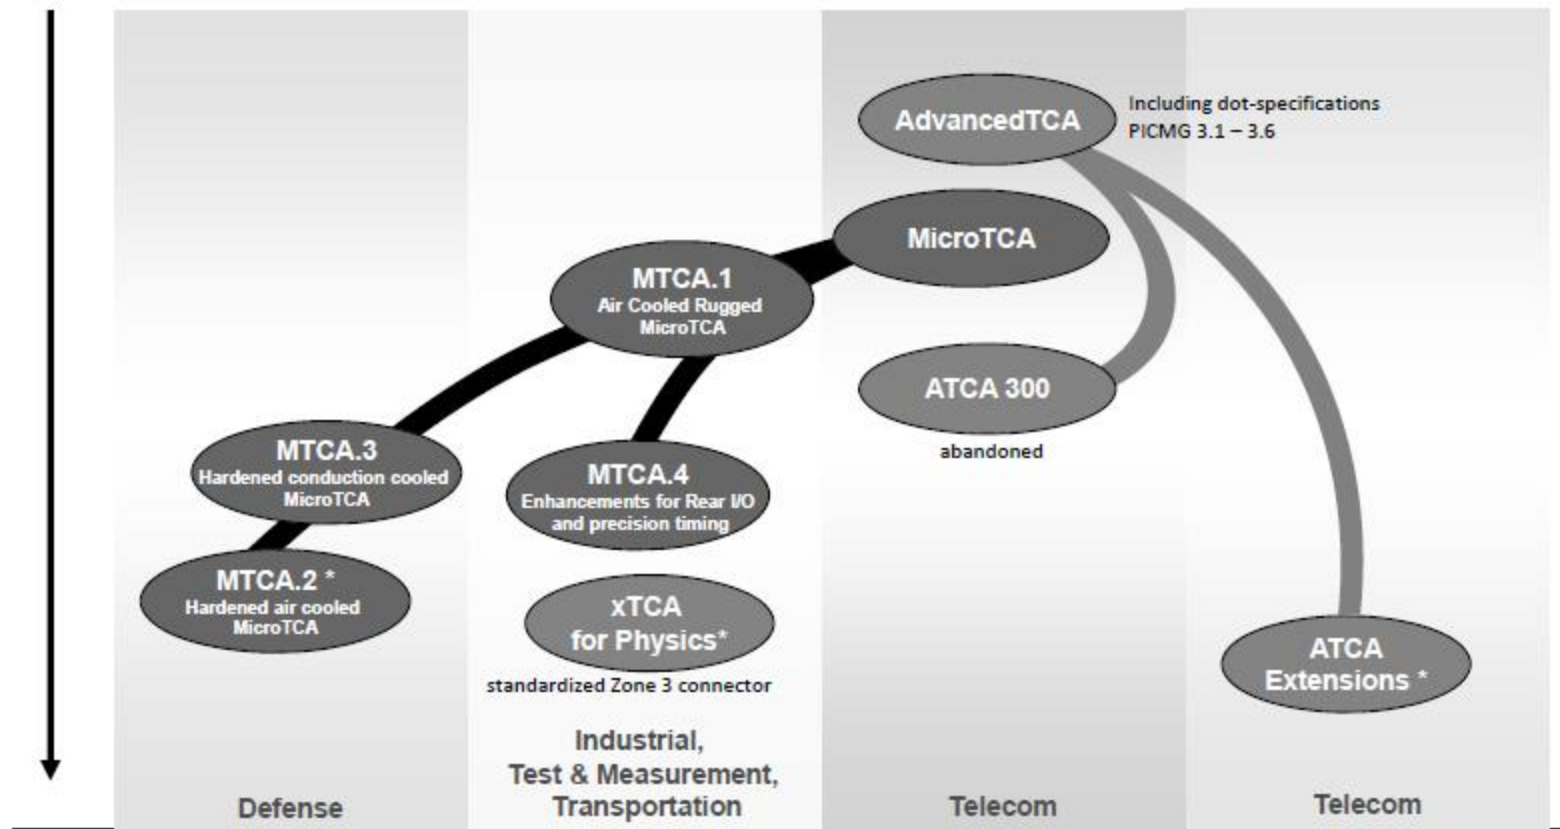 AdvancedTCA
Including dot-specifications
PICMG 3.1 – 3.6
MicroTCA
MTCA.1
Air Cooled Rugged
MicroTCA
ATCA 300
abandoned
MTCA.3
Hardened conduction cooled
MicroTCA
MTCA.4
Enhancements for Rear I/O
and precision timing
MTCA.2 *
Hardened air cooled
MicroTCA
xTCA
for Physics*
standardized Zone 3 connector
ATCA
Extensions *
Defense
Industrial,
Test & Measurement,
Transportation
Telecom
Telecom